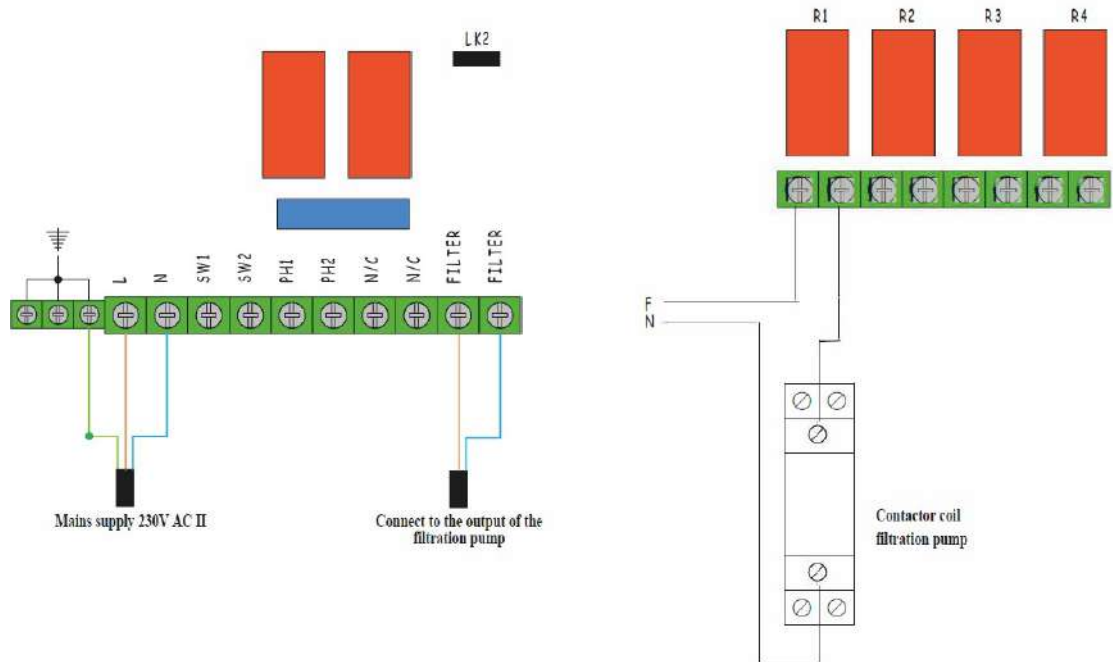 LK2
L
N
SW1
SW2
PH1
PH2
N/C
N/C
FILTER
FILTER
Mains supply 230V AC II
Connect to the output of the
filtration pump
R1 R2 R3 R4
F
N
Contactor coil
filtration pump